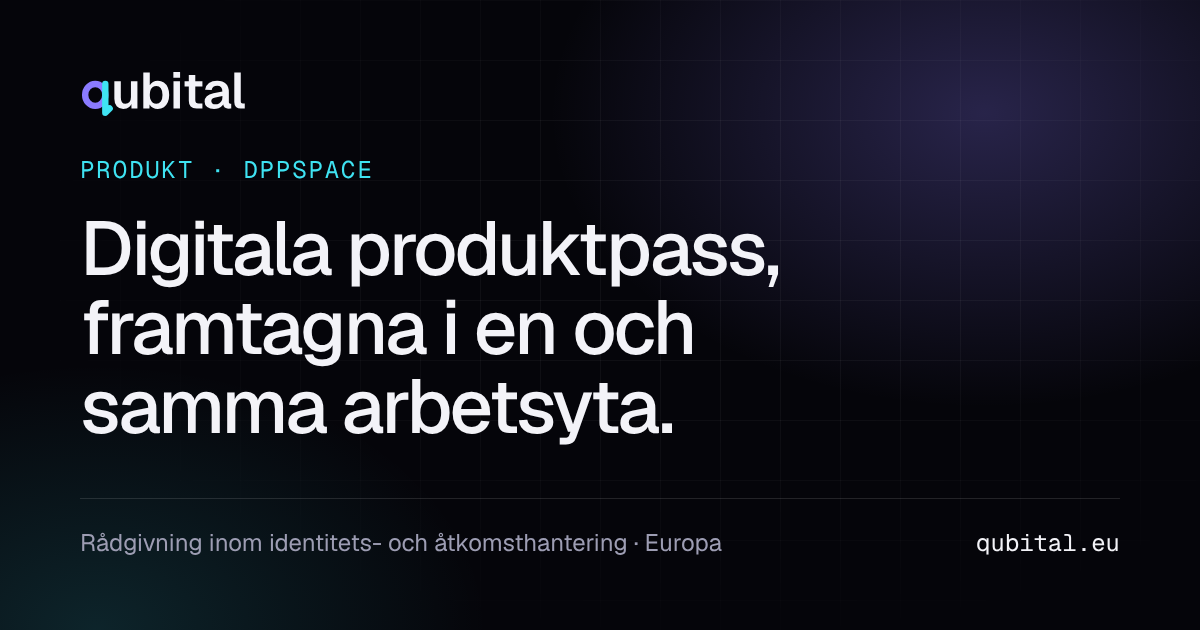 qubital
PRODUKT · DPPSPACE
Digitala produktpass,
framtagna i en och
samma arbetsyta.
Rådgivning inom identitets- och åtkomsthantering · Europa
qubital.eu